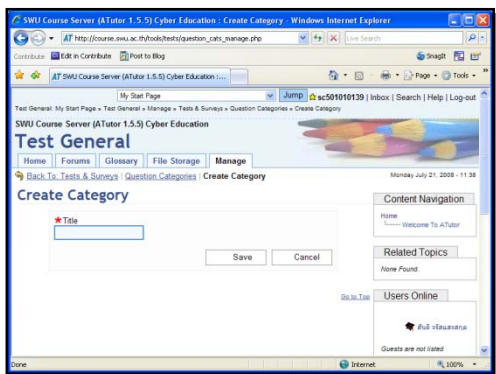 SWU Course Server (ATutor 1.5.5) Cyber Education : Create Category - Windows Internet Explorer
http://course.swu.ac.th/tools/tests/question_cats_manage.php
Live Search
Contribute Edit in Contribute Post to Blog
SnagIt
SWU Course Server (ATutor 1.5.5) Cyber Education : ...
Page Tools
My Start Page Jump sc501010139 | Inbox | Search | Help | Log-out
Test General: My Start Page » Test General » Manage » Tests & Surveys » Question Categories » Create Category
SWU Course Server (ATutor 1.5.5) Cyber Education
Test General
Home Forums Glossary File Storage Manage
Back To: Tests & Surveys | Question Categories | Create Category
Monday July 21, 2008 - 11:38
Create Category
Content Navigation
* Title
Home
Welcome To ATutor
Save Cancel
Related Topics
None Found.
Go to Top
Users Online
Guests are not listed
Done
Internet
100%